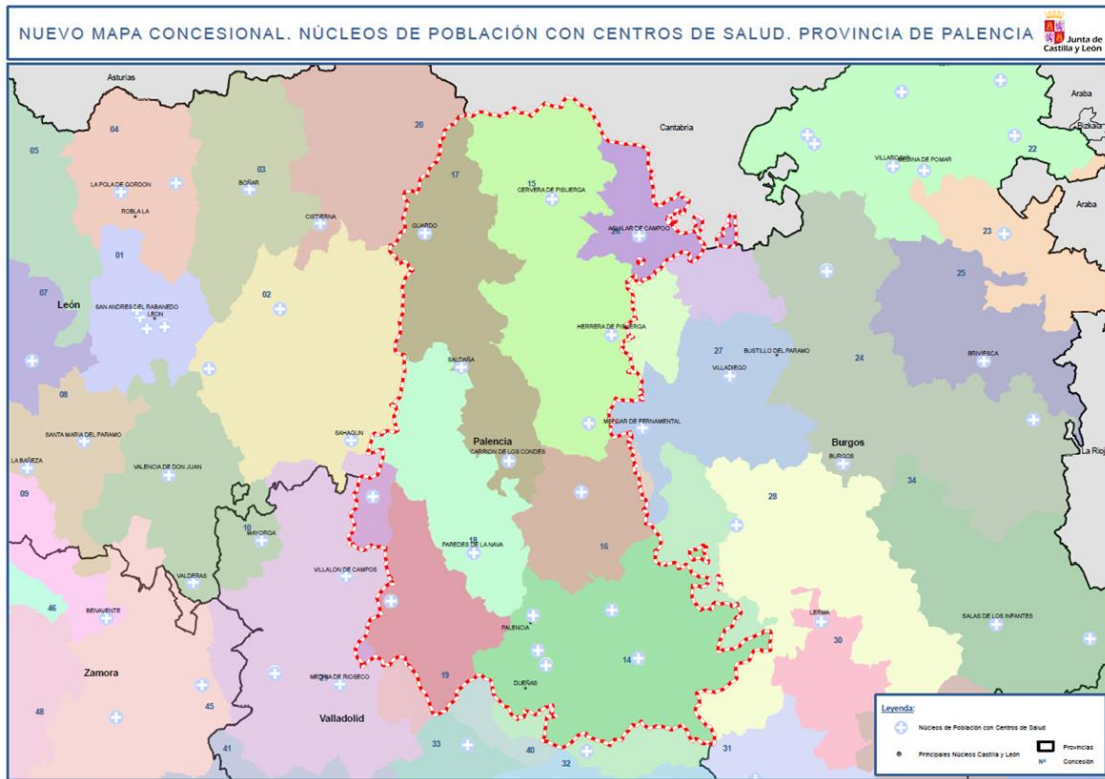 NUEVO MAPA CONCESIONAL. NÚCLEOS DE POBLACIÓN CON CENTROS DE SALUD. PROVINCIA DE PALENCIA
Junta de
Castilla y León
Asturias
Cantabria
Araba
Bizkaia
Araba
La Rioja
04
05
03
20
17
15
22
23
25
01
02
07
08
09
10
27
24
28
34
16
18
19
14
30
46
48
45
41
33
40
32
31
LA POLA DE GORDON
ROBLA LA
BOÑAR
CISTIERNA
GUARDO
CERVERA DE PISUERGA
AGUILAR DE CAMPOO
VILLARCAYO
MEDINA DE POMAR
León
SAN ANDRES DEL RABANEDO
LEON
HERRERA DE PISUERGA
BUSTILLO DEL PARAMO
VILLADIEGO
BRIVIESCA
SALDAÑA
SANTA MARIA DEL PARAMO
SAHAGUN
Palencia
CARRION DE LOS CONDES
MELGAR DE FERNAMENTAL
Burgos
BURGOS
LA BAÑEZA
VALENCIA DE DON JUAN
MAYORGA
VALDERAS
VILLALON DE CAMPOS
PAREDES DE LA NAVA
BENAVENTE
PALENCIA
LERMA
SALAS DE LOS INFANTES
Zamora
MEDINA DE RIOSECO
DUEÑAS
Valladolid
Leyenda:
Núcleos de Población con Centros de Salud
Principales Núcleos Castilla y León
Provincias
Nº Concesión